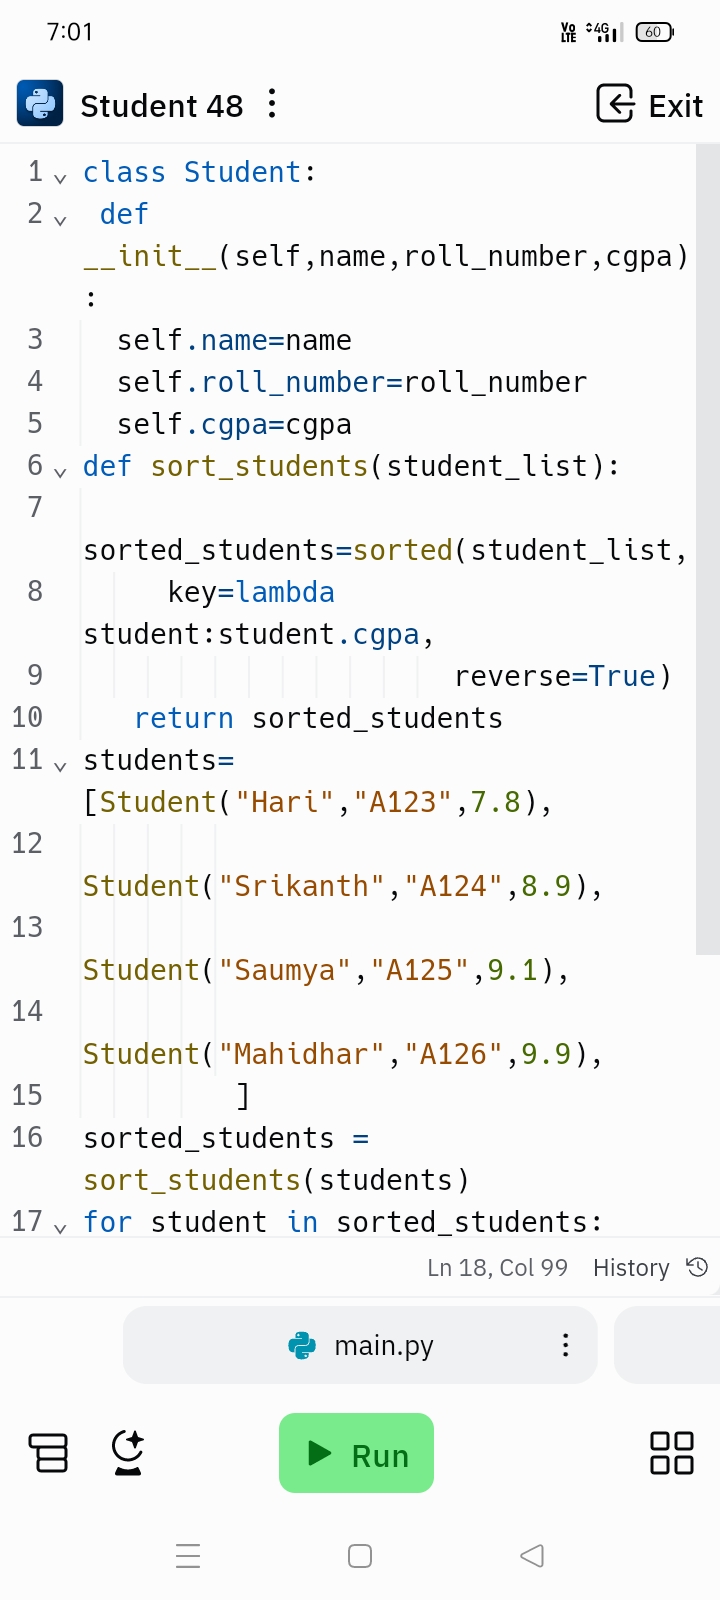 7:01 Vo LTE 4G 60
Student 48 Exit
1 class Student:
2 def
__init__(self,name,roll_number,cgpa)
:
3 self.name=name
4 self.roll_number=roll_number
5 self.cgpa=cgpa
6 def sort_students(student_list):
7
sorted_students=sorted(student_list,
8 key=lambda
student:student.cgpa,
9 reverse=True)
10 return sorted_students
11 students=
[Student("Hari","A123",7.8),
12
Student("Srikanth","A124",8.9),
13
Student("Saumya","A125",9.1),
14
Student("Mahidhar","A126",9.9),
15 ]
16 sorted_students =
sort_students(students)
17 for student in sorted_students:
Ln 18, Col 99 History
main.py
Run